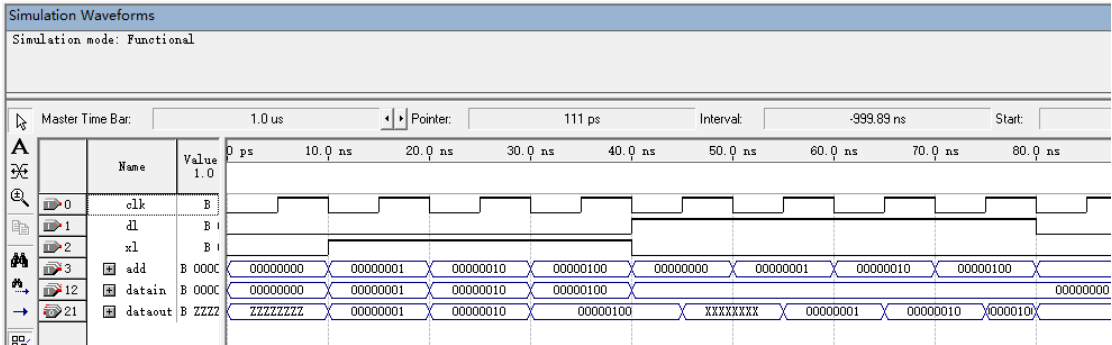 Simulation Waveforms
Simulation mode: Functional
Master Time Bar: 1.0 us Pointer: 111 ps Interval: -999.89 ns Start:
Name Value 1.0 0 ps 10.0 ns 20.0 ns 30.0 ns 40.0 ns 50.0 ns 60.0 ns 70.0 ns 80.0 ns
0 clk B
1 dl B
2 xl B
3 add B 0000 00000000 00000001 00000010 00000100 00000000 00000001 00000010 00000100
12 datain B 0000 00000000 00000001 00000010 00000100 00000000
21 dataout B ZZZZ ZZZZZZZZ 00000001 00000010 00000100 XXXXXXXX 00000001 00000010